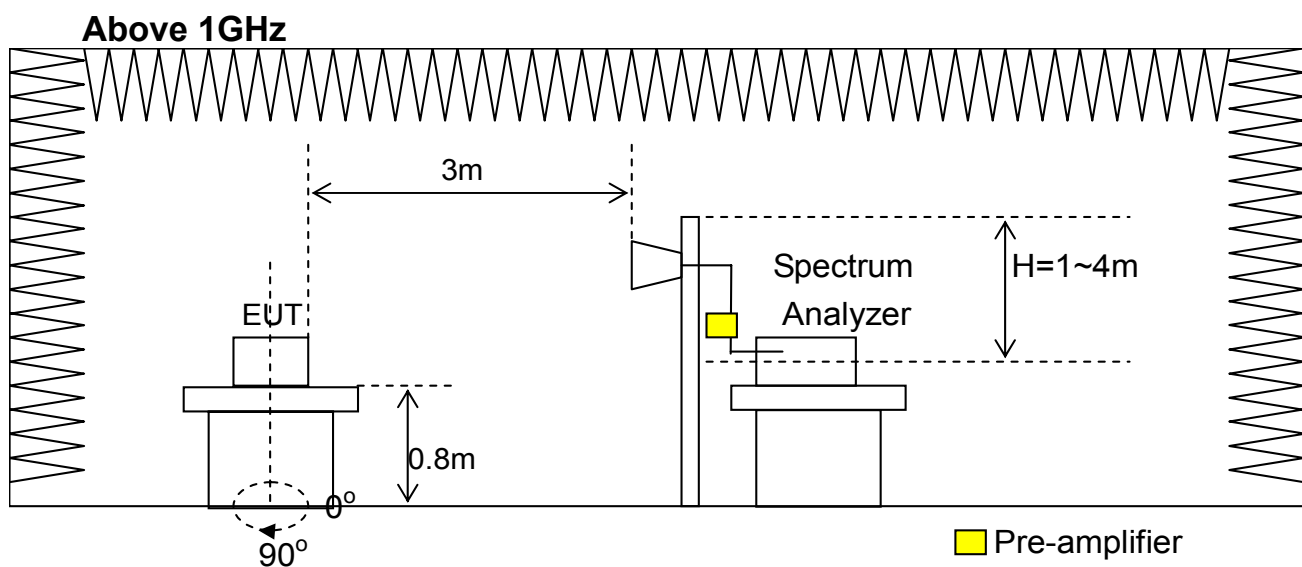 Above 1GHz
3m
Spectrum
Analyzer
H=1~4m
EUT
0.8m
0°
90°
Pre-amplifier